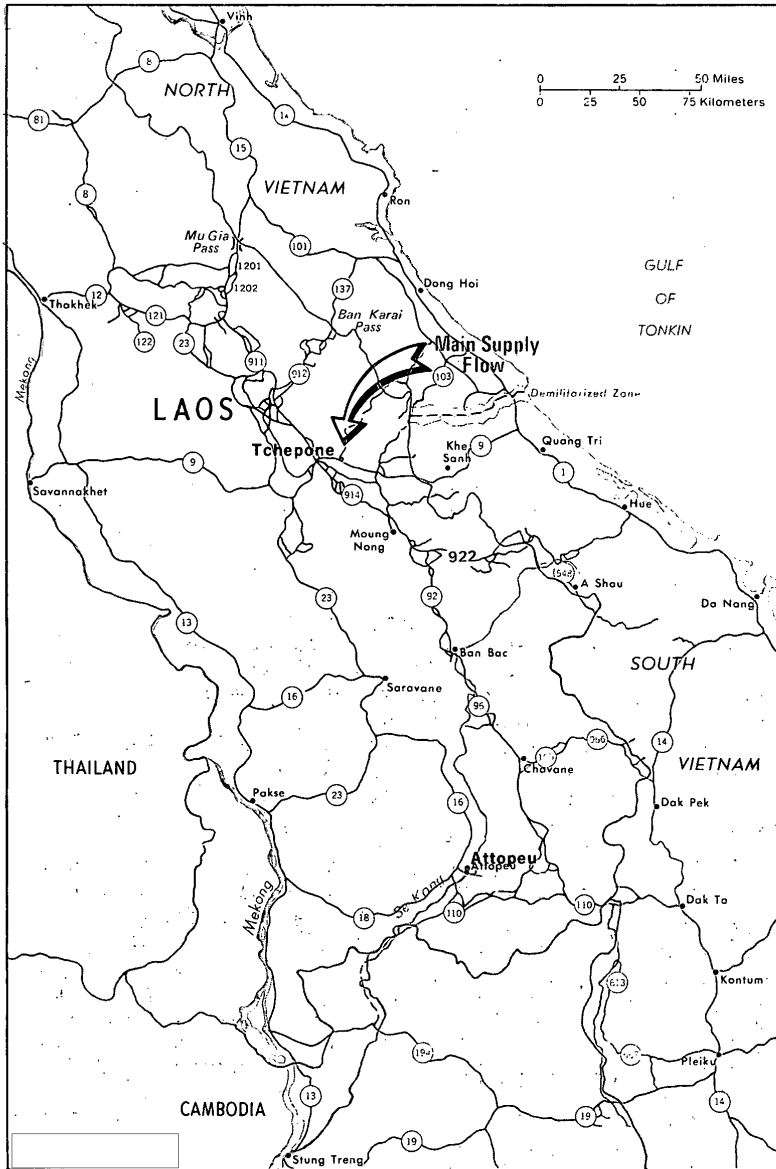 Vinh
8
NORTH
0 25 50 Miles
0 25 50 75 Kilometers
81
1A
15
8
VIETNAM
Ron
Mu Gia
Pass
101
1201
GULF
OF
TONKIN
12
Thakhek
1202
137
Dong Hoi
121
122
23
Ban Karai
Pass
911
912
Main Supply
Flow
103
Mekong
LAOS
Demilitarized Zone
Tchepone
Khe
Sanh
9
Quang Tri
9
Savannakhet
914
1
Hue
Moung
Nong
922
548
A Shau
92
23
Da Nang
13
Ban Bac
SOUTH
16
Saravane
96
THAILAND
966
14
VIETNAM
Chavane
Pakse
23
16
Dak Pek
Attopeu
Attopeu
Se Kong
Mekong
18
110
110
Dak To
Kontum
613
19A
Pleiku
CAMBODIA
13
14
19
19
Stung Treng